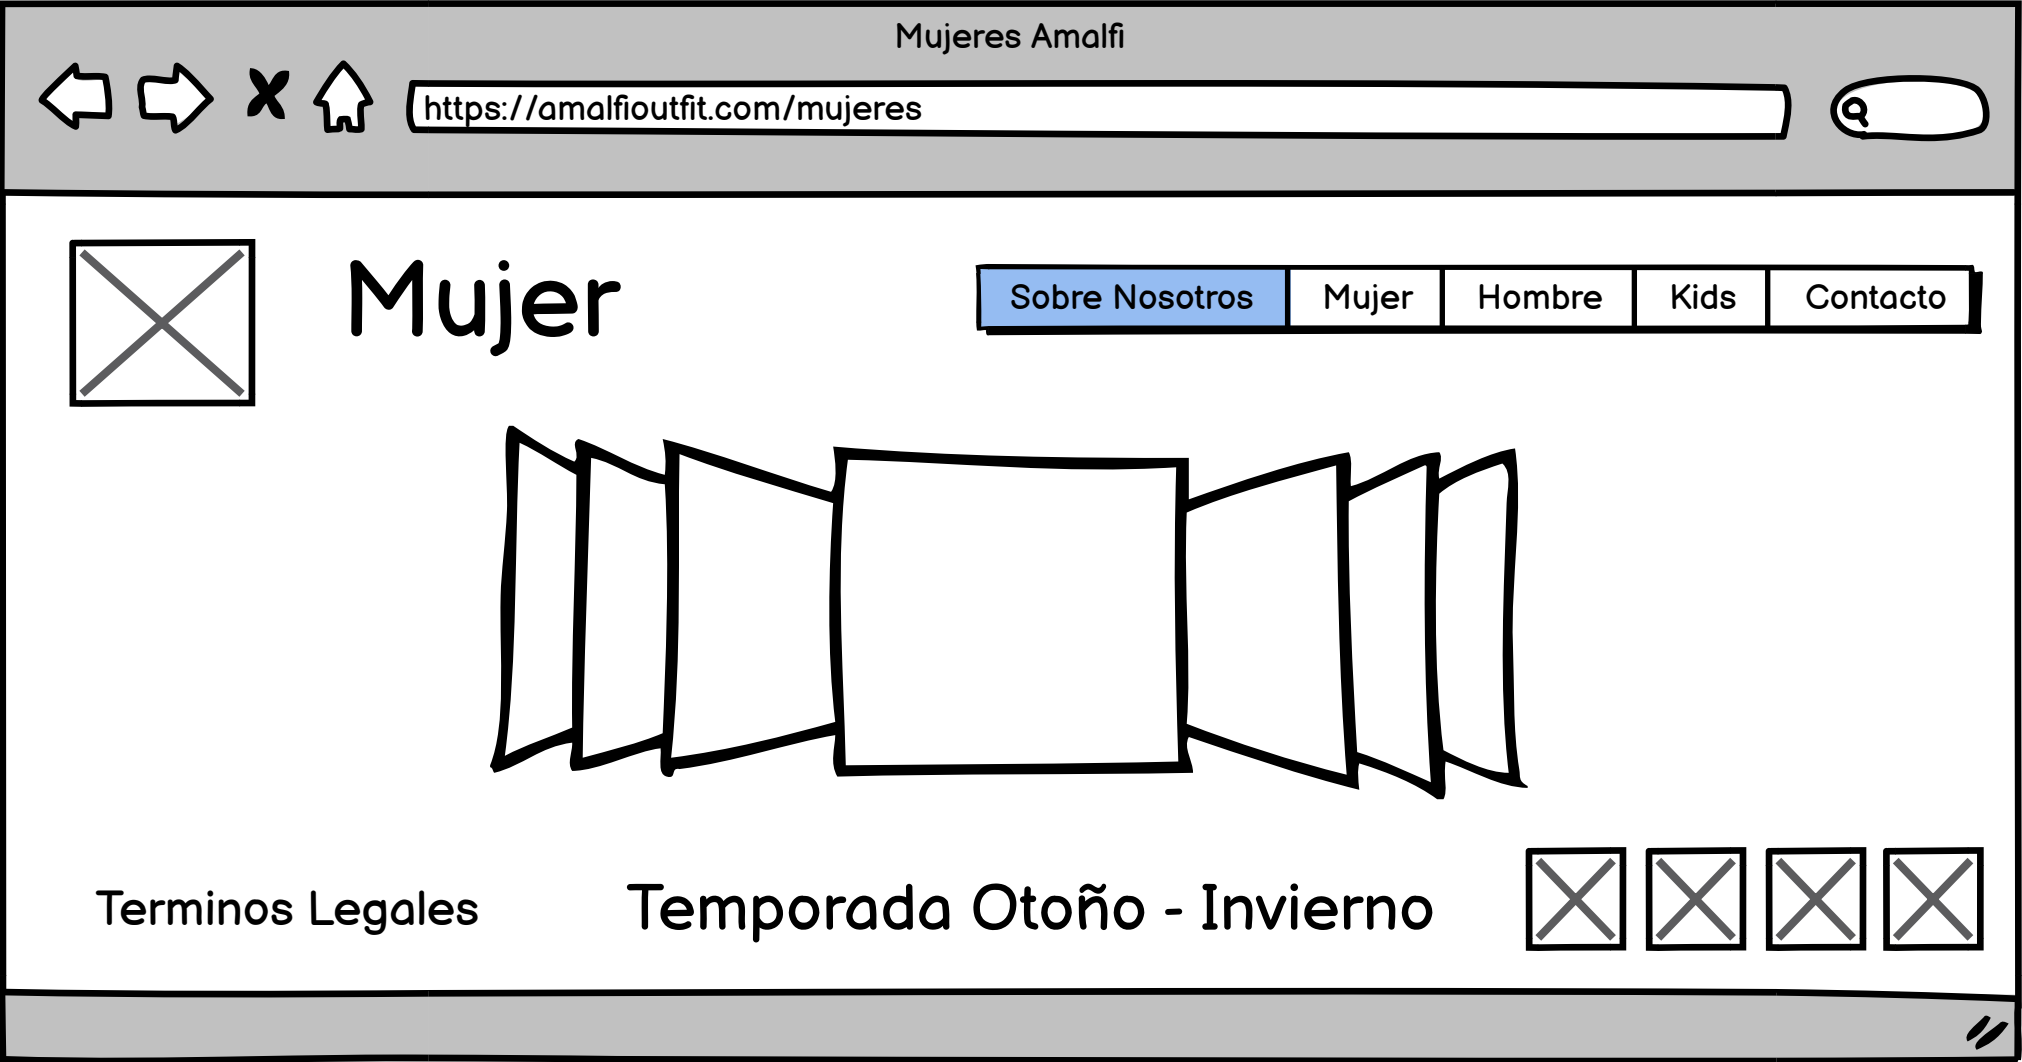 Mujeres Amalfi
https://amalfioutfit.com/mujeres
Mujer
Sobre Nosotros
Mujer
Hombre
Kids
Contacto
Terminos Legales
Temporada Otoño - Invierno